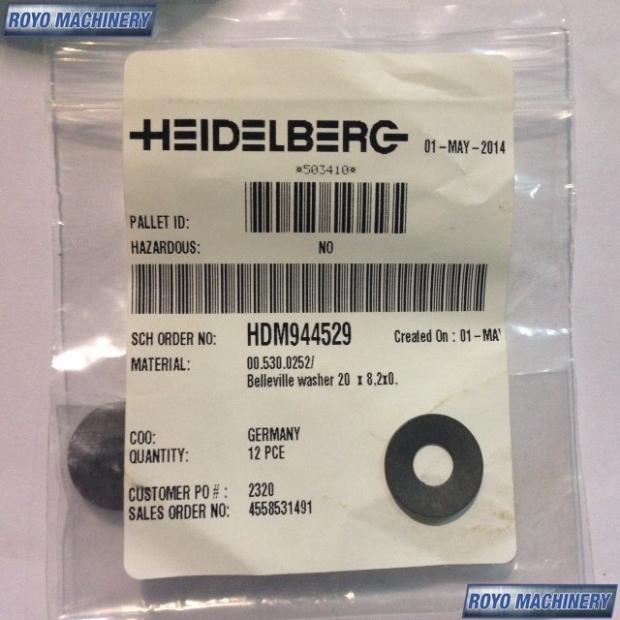 ROYO MACHINERY
HEIDELBERG
01-MAY-2014
*503410*
PALLET ID:
HAZARDOUS: NO
SCH ORDER NO: HDM944529 Created On : 01-MAY
MATERIAL: 00.530.0252/
Belleville washer 20 x 8,2x0.
COO: GERMANY
QUANTITY: 12 PCE
CUSTOMER PO # : 2320
SALES ORDER NO: 4558531491
ROYO MACHINERY